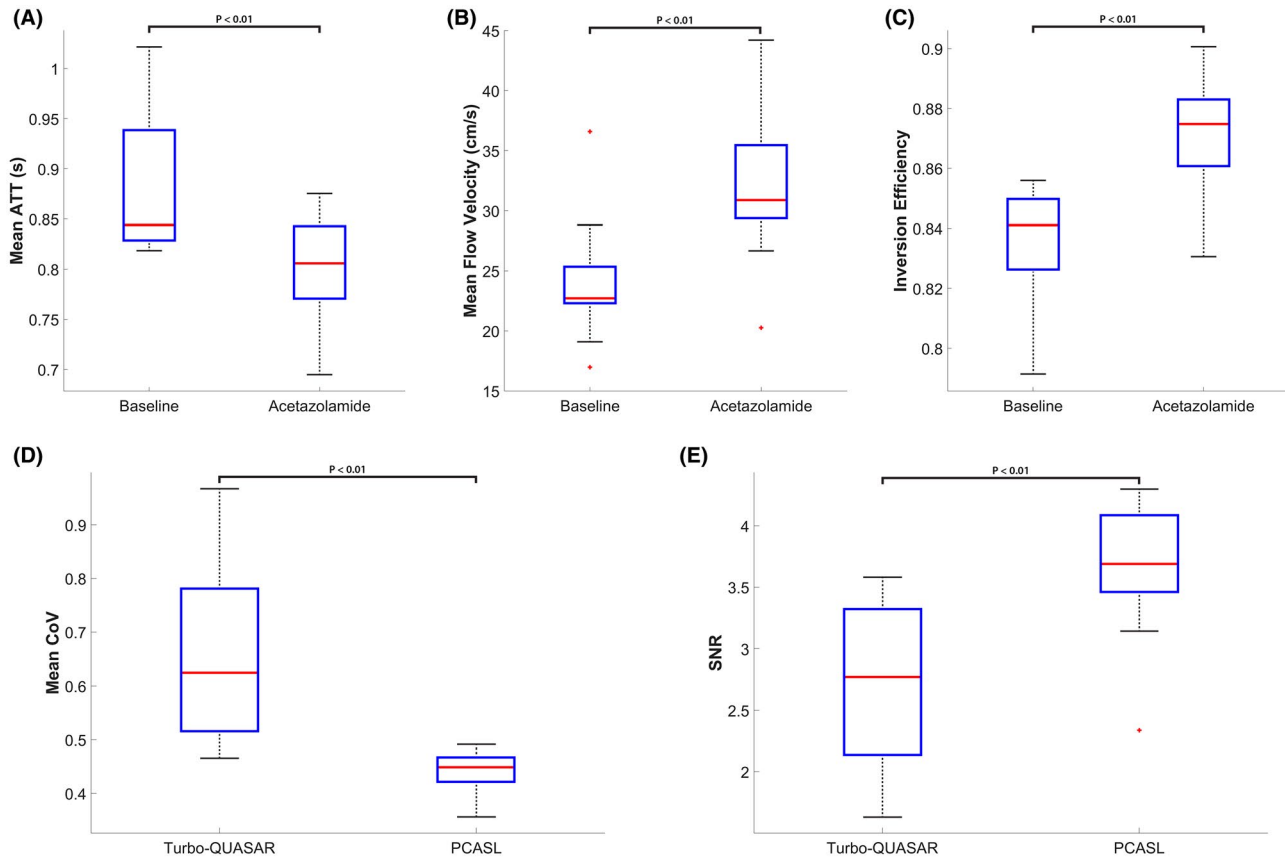 (A)
P < 0.01
Mean ATT (s)
1
0.95
0.9
0.85
0.8
0.75
0.7
Baseline
Acetazolamide
(B)
P < 0.01
Mean Flow Velocity (cm/s)
45
40
35
30
25
20
15
Baseline
Acetazolamide
(C)
P < 0.01
Inversion Efficiency
0.9
0.88
0.86
0.84
0.82
0.8
Baseline
Acetazolamide
(D)
P < 0.01
Mean CoV
0.9
0.8
0.7
0.6
0.5
0.4
Turbo-QUASAR
PCASL
(E)
P < 0.01
SNR
4
3.5
3
2.5
2
Turbo-QUASAR
PCASL